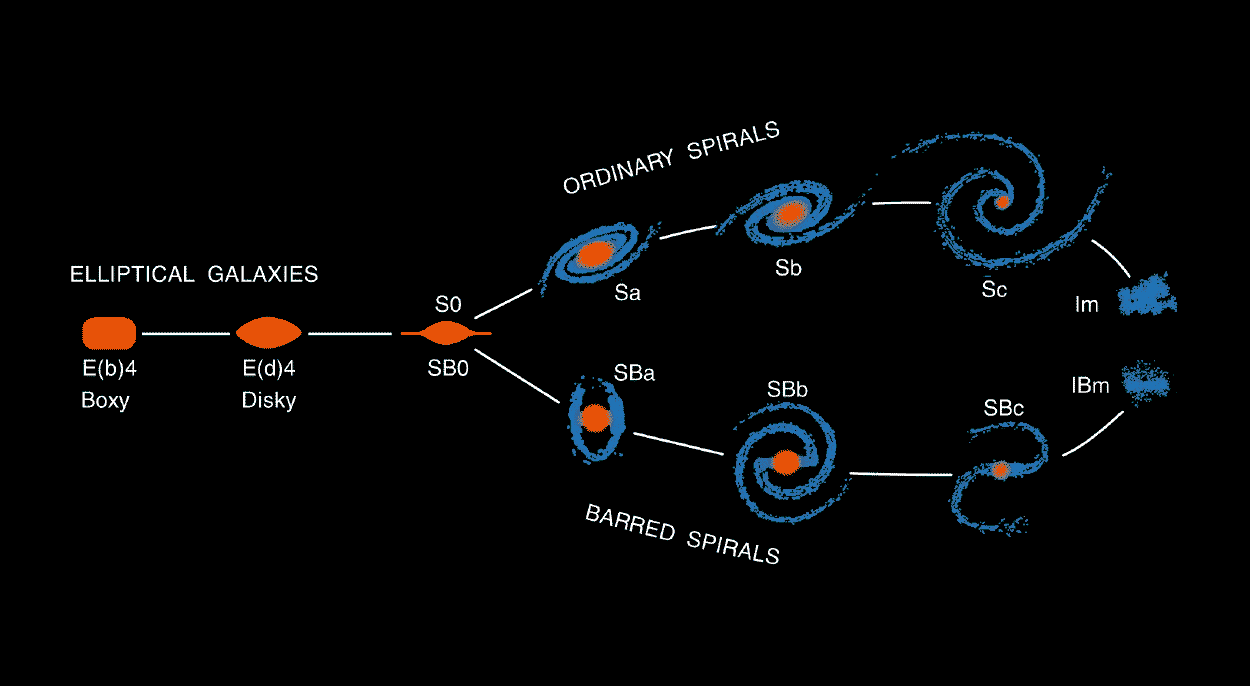 ORDINARY SPIRALS
ELLIPTICAL GALAXIES
E(b)4
Boxy
E(d)4
Disky
S0
SB0
Sa
Sb
Sc
Im
SBa
SBb
SBc
IBm
BARRED SPIRALS